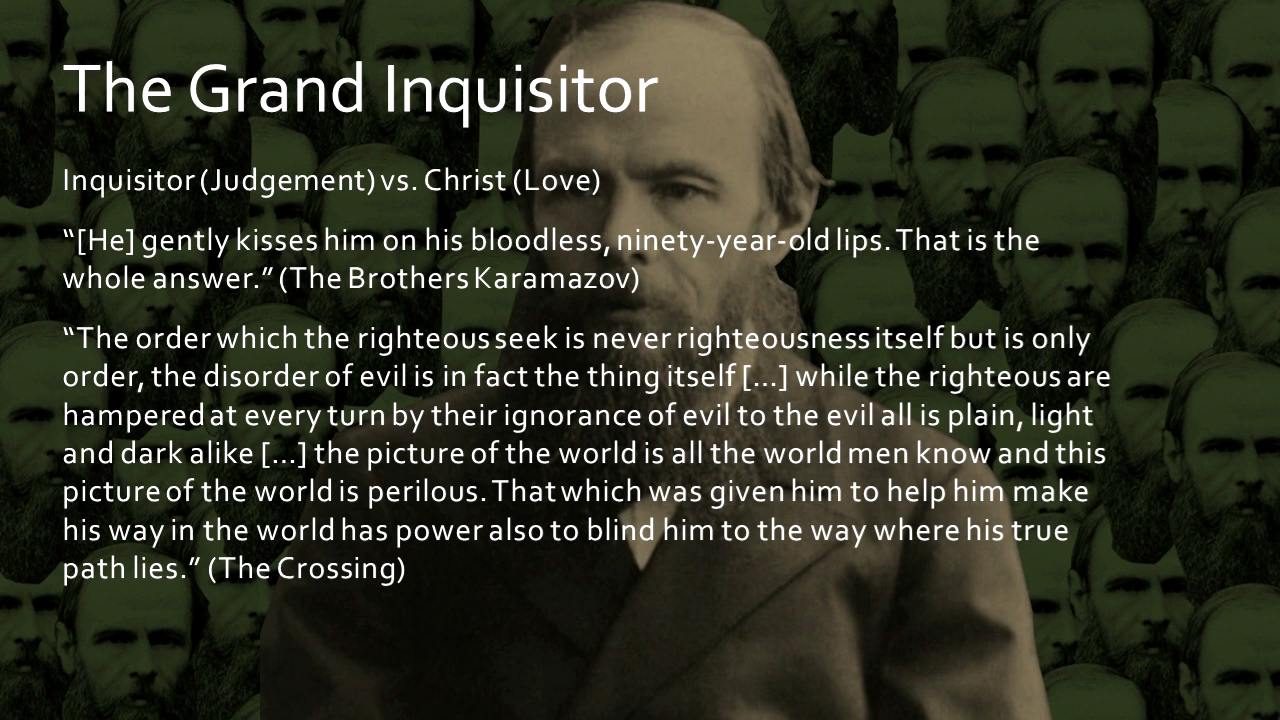 The Grand Inquisitor
Inquisitor (Judgement) vs. Christ (Love)
“[He] gently kisses him on his bloodless, ninety-year-old lips. That is the
whole answer.” (The Brothers Karamazov)
“The order which the righteous seek is never righteousness itself but is only
order, the disorder of evil is in fact the thing itself […] while the righteous are
hampered at every turn by their ignorance of evil to the evil all is plain, light
and dark alike […] the picture of the world is all the world men know and this
picture of the world is perilous. That which was given him to help him make
his way in the world has power also to blind him to the way where his true
path lies.” (The Crossing)